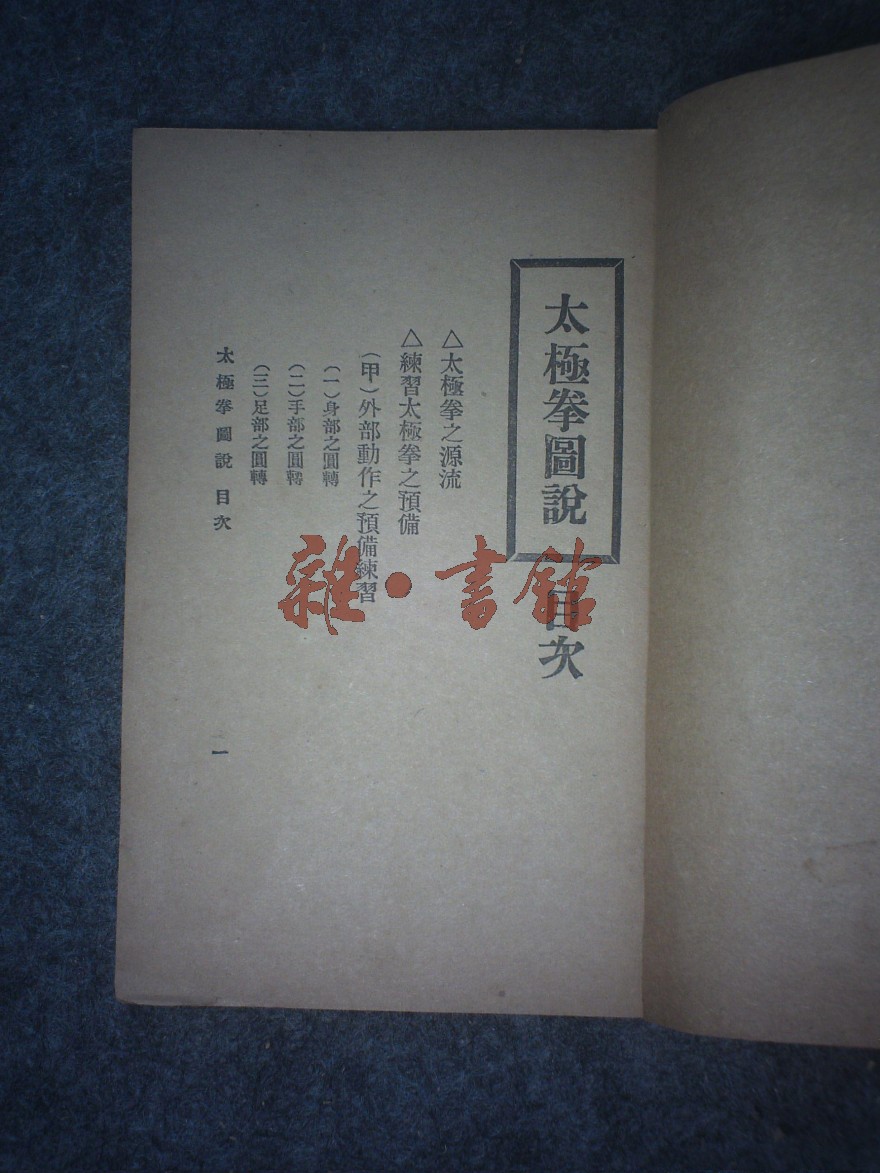 太極拳圖說 目次
△太極拳之源流
△練習太極拳之預備
（甲）外部動作之預備練習
（一）身部之圓轉
（二）手部之圓轉
（三）足部之圓轉
太極拳圖說 目次
一
雜·書館